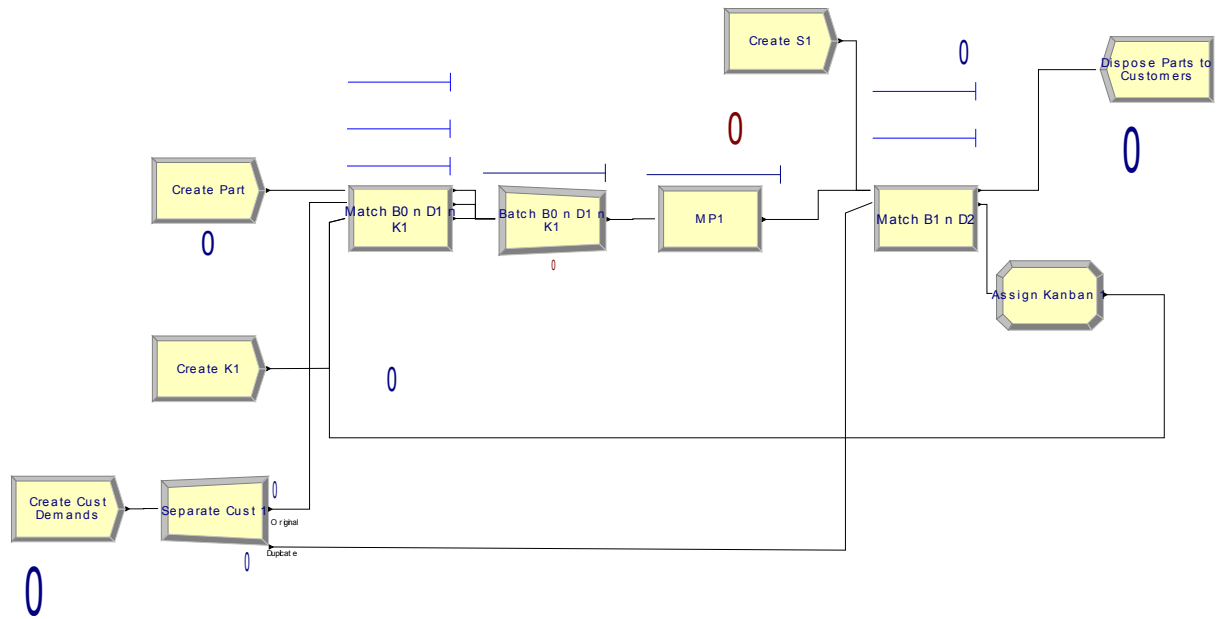 Create S1
0
Dispose Parts to
Customers
0
0
Create Part
0
Match B0 n D1 n
K1
Batch B0 n D1 n
K1
0
MP1
Match B1 n D2
Assign Kanban
Create K1
0
Create Cust
Demands
0
Separate Cust 1
0
Original
Duplicate
0